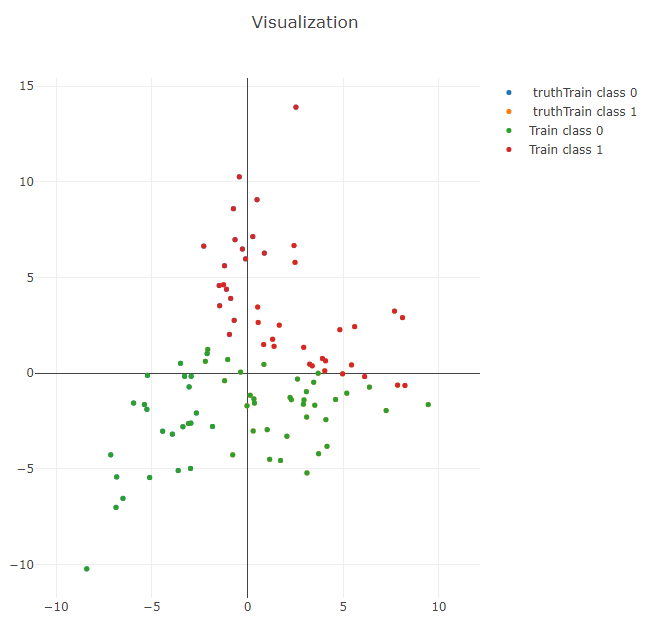 Visualization
truthTrain class 0
truthTrain class 1
Train class 0
Train class 1
15
10
5
0
−5
−10
−10 −5 0 5 10